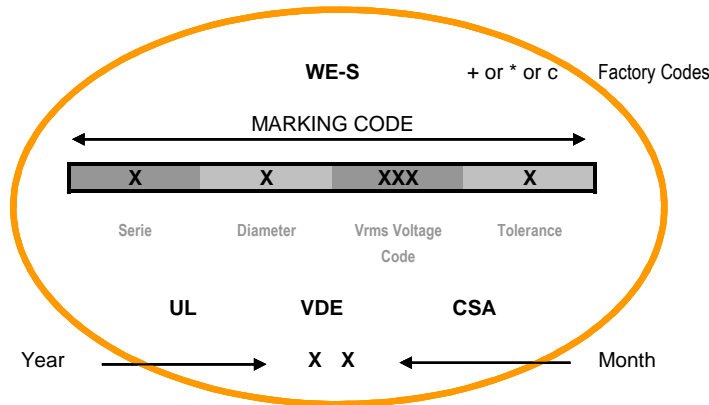 WE-S + or * or c Factory Codes
MARKING CODE
X X XXX X
Serie Diameter Vrms Voltage Tolerance
Code
UL VDE CSA
Year X X Month